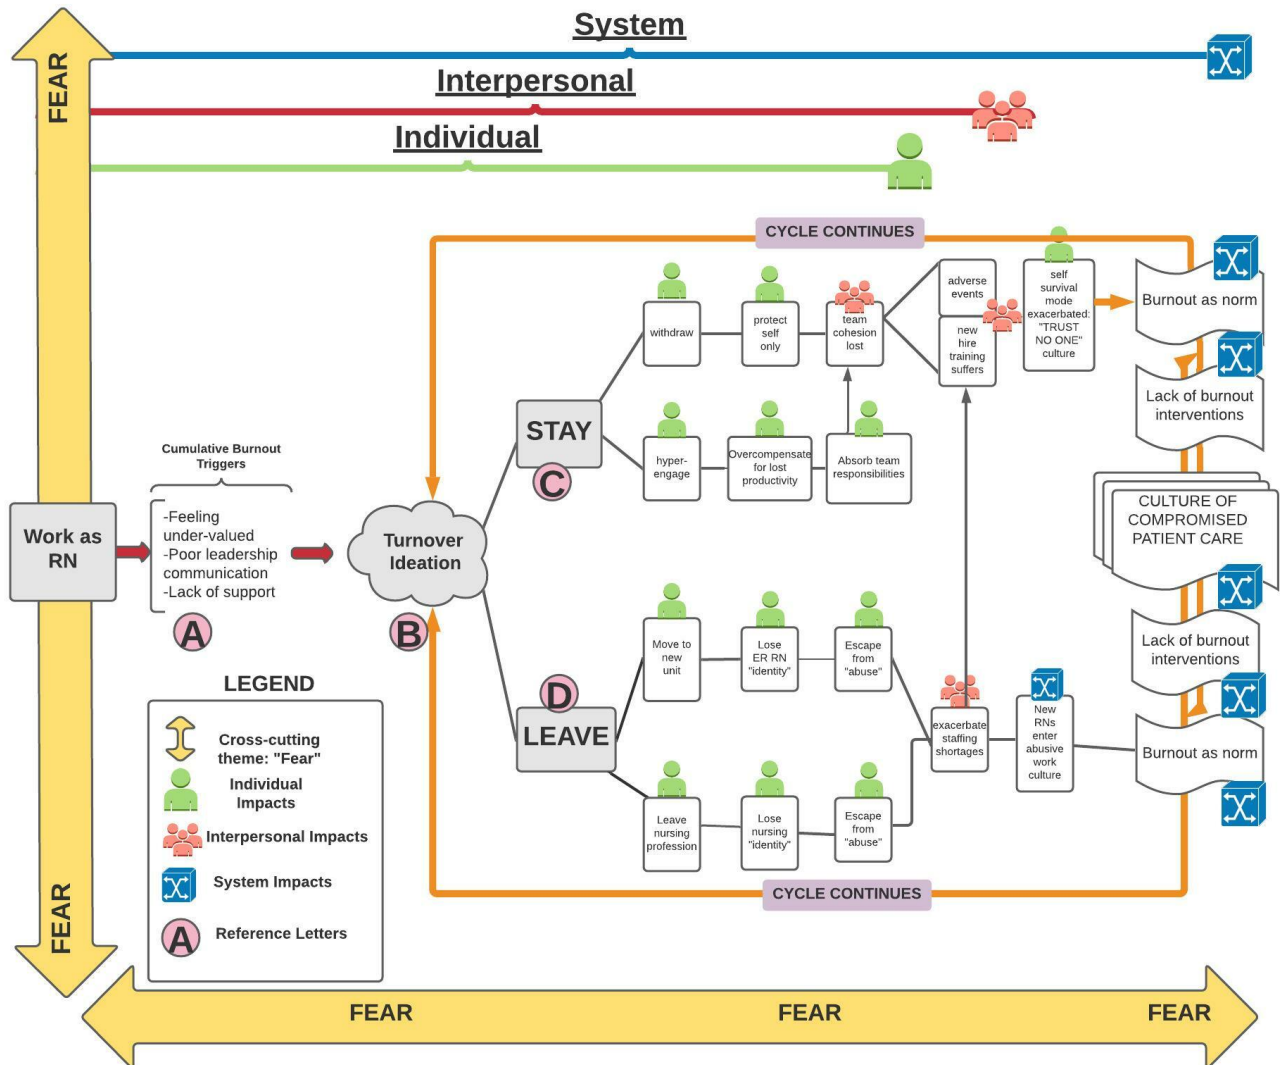 System
Interpersonal
Individual
FEAR
CYCLE CONTINUES
withdraw
protect
self
only
team
cohesion
lost
adverse
events
new
hire
training
suffers
self
survival
mode
exacerbated:
"TRUST
NO ONE"
culture
Burnout as norm
Lack of burnout
interventions
STAY
C
hyper-
engage
Overcompensate
for lost
productivity
Absorb team
responsibilities
CULTURE OF
COMPROMISED
PATIENT CARE
Cumulative Burnout
Triggers
Work as
RN
-Feeling
under-valued
-Poor leadership
communication
-Lack of support
A
Turnover
Ideation
B
D
LEAVE
Move to
new
unit
Lose
ER RN
"identity"
Escape
from
"abuse"
exacerbate
staffing
shortages
New
RNs
enter
abusive
work
culture
Lack of burnout
interventions
Burnout as norm
Leave
nursing
profession
Lose
nursing
"identity"
Escape
from
"abuse"
CYCLE CONTINUES
LEGEND
Cross-cutting
theme: "Fear"
Individual
Impacts
Interpersonal Impacts
System Impacts
A
Reference Letters
FEAR
FEAR
FEAR
FEAR